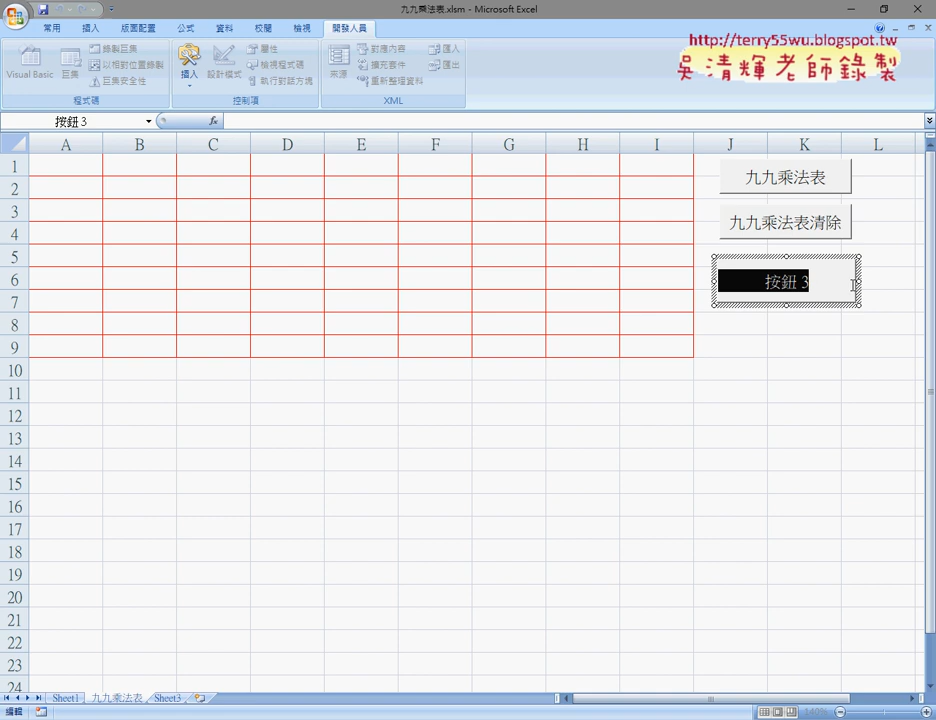 九九乘法表.xlsm - Microsoft Excel
常用 插入 版面配置 公式 資料 校閱 檢視 開發人員
http://terry55wu.blogspot.tw
吳清輝老師錄製
Visual Basic 巨集 錄製巨集 以相對位置錄製 巨集安全性
程式碼
插入 設計模式 屬性 檢視程式碼 執行對話方塊
控制項
來源 對應內容 擴充套件 重新整理資料 匯入 匯出
XML
按鈕 3 fx
A B C D E F G H I J K L
1 九九乘法表
2
3 九九乘法表清除
4
5
6 按鈕 3
7
8
9
10
11
12
13
14
15
16
17
18
19
20
21
22
23
24
Sheet1 九九乘法表 Sheet3
編輯 140%